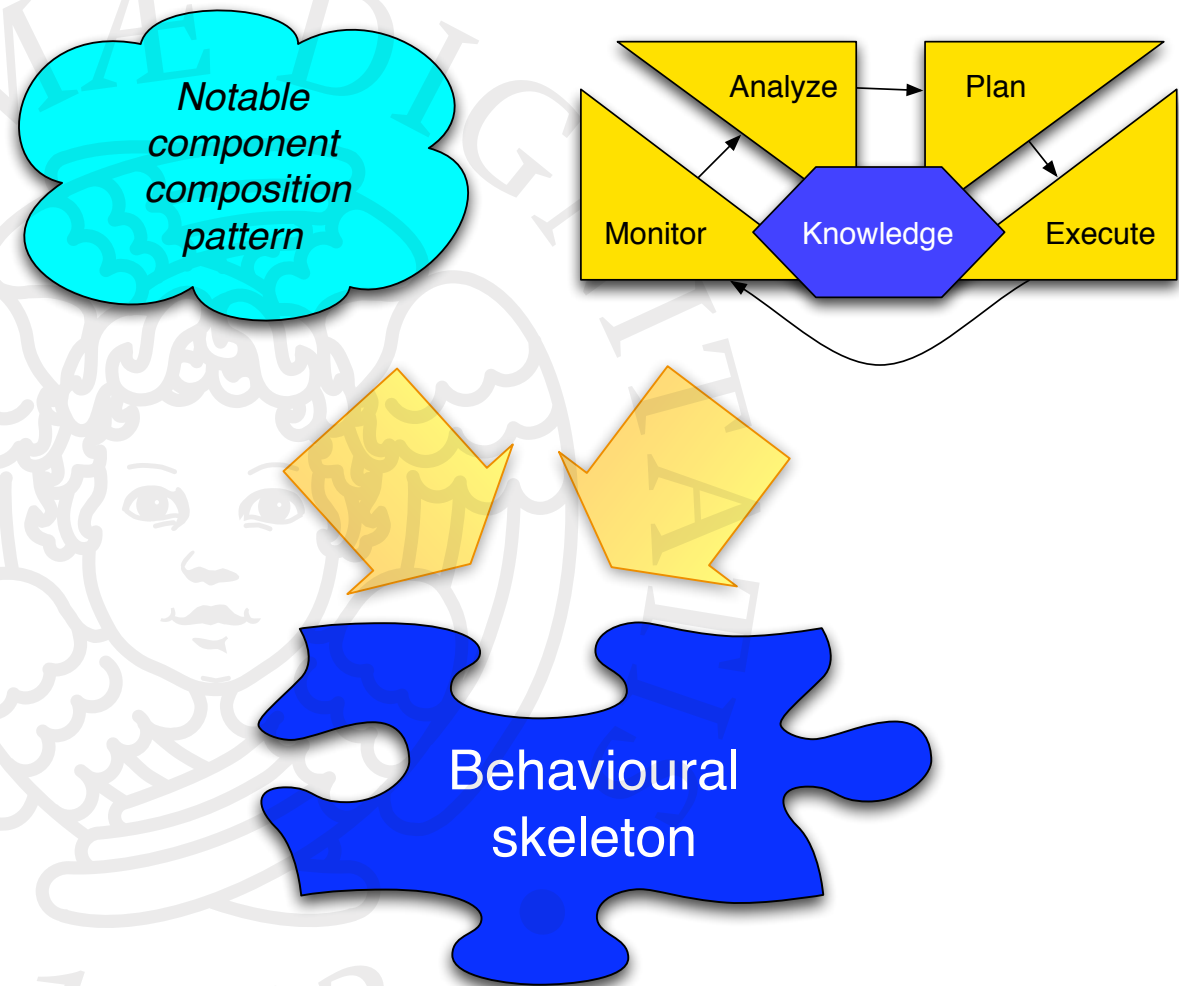 Notable
component
composition
pattern
Analyze
Plan
Monitor
Knowledge
Execute
Behavioural
skeleton